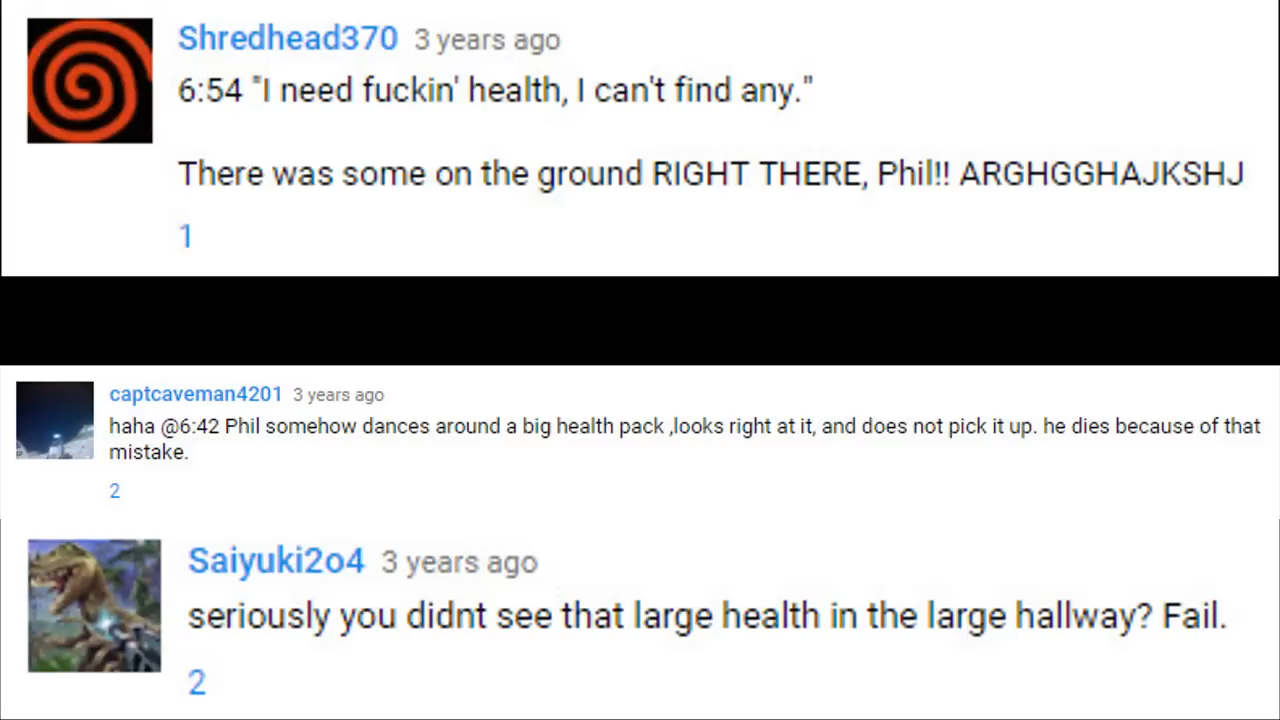 Shredhead370 3 years ago
6:54 "I need fuckin' health, I can't find any."
There was some on the ground RIGHT THERE, Phil!! ARGHGGHAJKSHJ
1
captcaveman4201 3 years ago
haha @6:42 Phil somehow dances around a big health pack ,looks right at it, and does not pick it up. he dies because of that
mistake.
2
Saiyuki2o4 3 years ago
seriously you didnt see that large health in the large hallway? Fail.
2